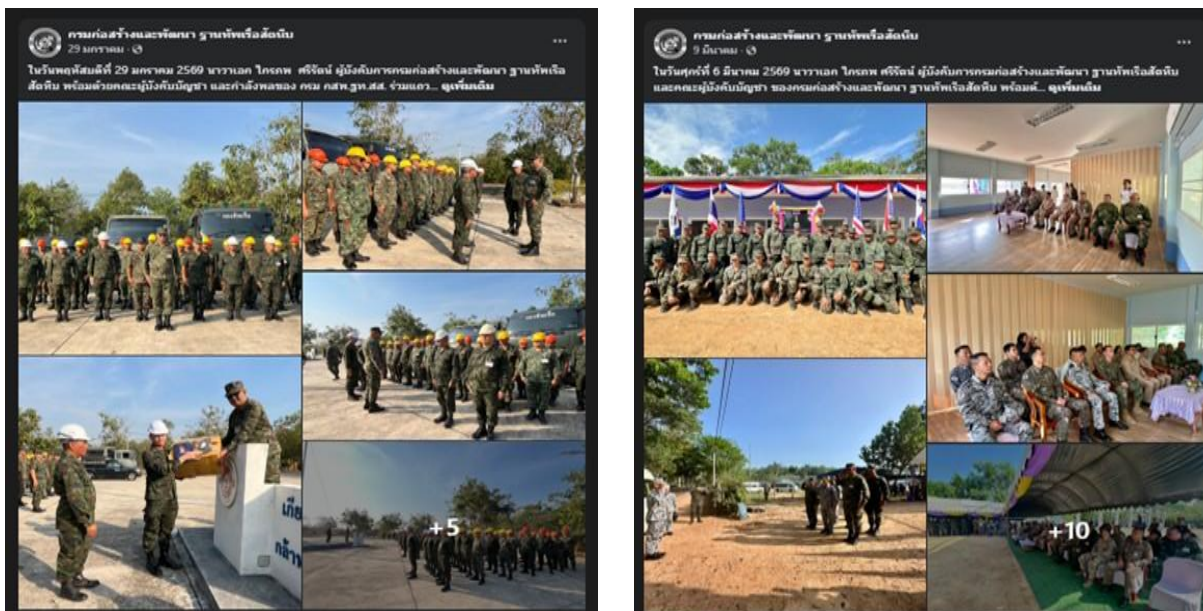 กรมก่อสร้างและพัฒนา ฐานทัพเรือสัตหีบ
29 มกราคม ·
ในวันพฤหัสบดีที่ 29 มกราคม 2569 นาวาเอก ไกรภพ ศรีรัตน์ ผู้บังคับการกรมก่อสร้างและพัฒนา ฐานทัพเรือ
สัตหีบ พร้อมด้วยคณะผู้บังคับบัญชา และกำลังพลของ กรม กสพ.ฐท.สส. ร่วมแถว... ดูเพิ่มเติม
+5
กรมก่อสร้างและพัฒนา ฐานทัพเรือสัตหีบ
9 มีนาคม ·
ในวันศุกร์ที่ 6 มีนาคม 2569 นาวาเอก ไกรภพ ศรีรัตน์ ผู้บังคับการกรมก่อสร้างและพัฒนา ฐานทัพเรือสัตหีบ
และคณะผู้บังคับบัญชา ของกรมก่อสร้างและพัฒนา ฐานทัพเรือสัตหีบ พร้อมด้... ดูเพิ่มเติม
+10